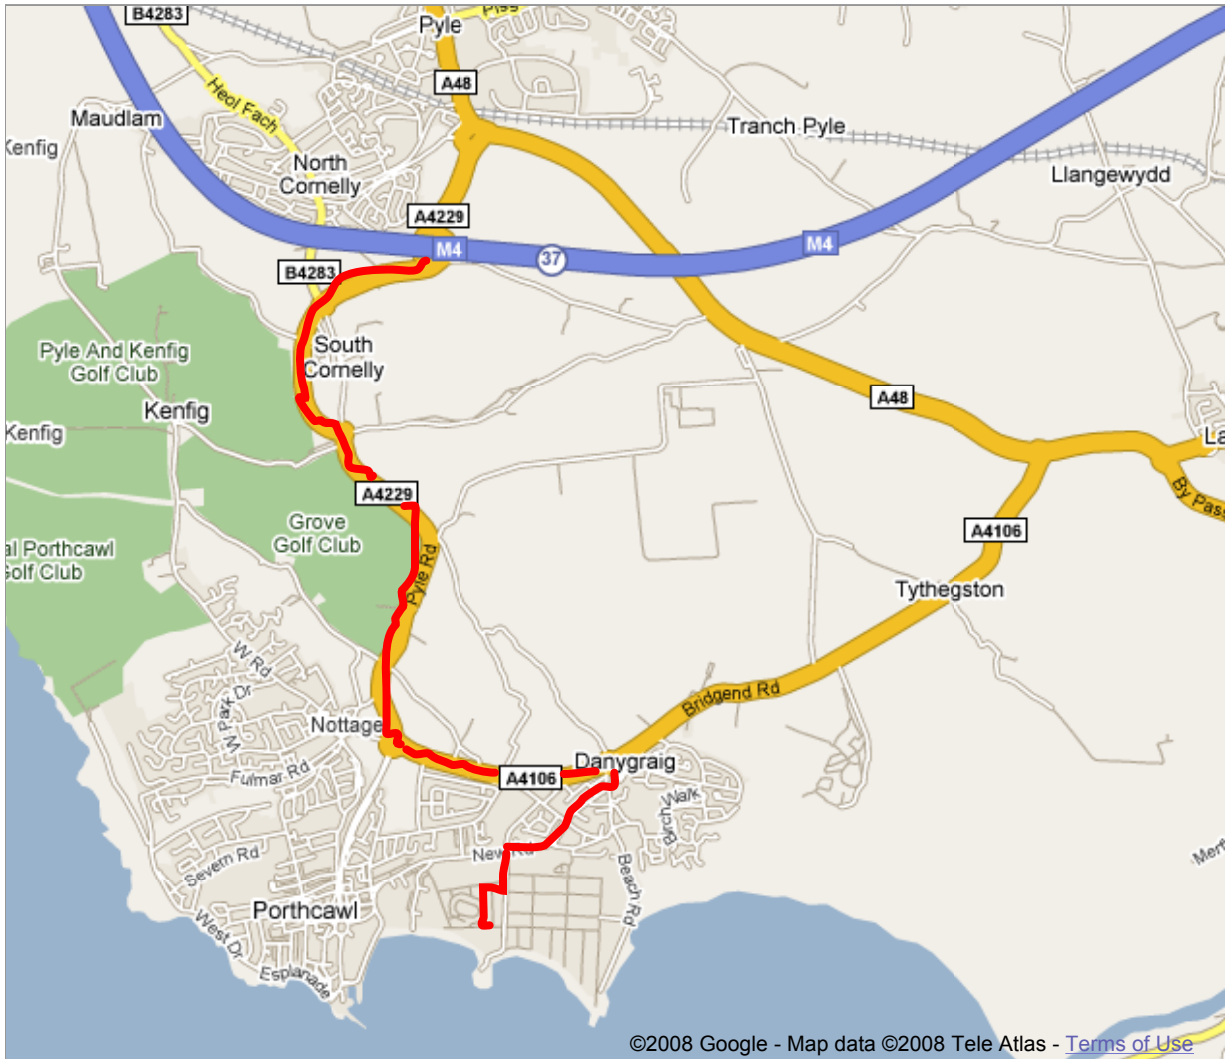 B4283
Pyle
A48
Heol Fach
Maudlam
Kenfig
Tranch Pyle
North
Cornelly
Llangewydd
A4229
M4
M4
37
B4283
South
Cornelly
Pyle And Kenfig
Golf Club
A48
Kenfig
Kenfig
La
By Pass
A4229
Grove
Golf Club
A4106
al Porthcawl
Golf Club
Pyle Rd
Tythegston
W Rd
W Park Dr
Bridgend Rd
Nottage
Danygraig
Fulmar Rd
A4106
Birch Walk
New Rd
Severn Rd
Beach Rd
Porthcawl
West Dr
Esplanade
©2008 Google - Map data ©2008 Tele Atlas - Terms of Use